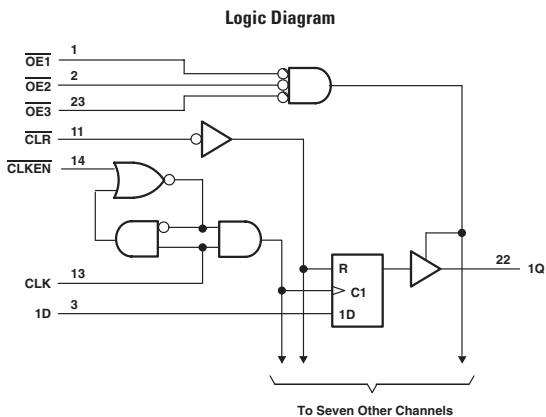 Logic Diagram
OE1 1
OE2 2
OE3 23
CLR 11
CLKEN 14
CLK 13
1D 3
R
C1
1D
22 1Q
To Seven Other Channels